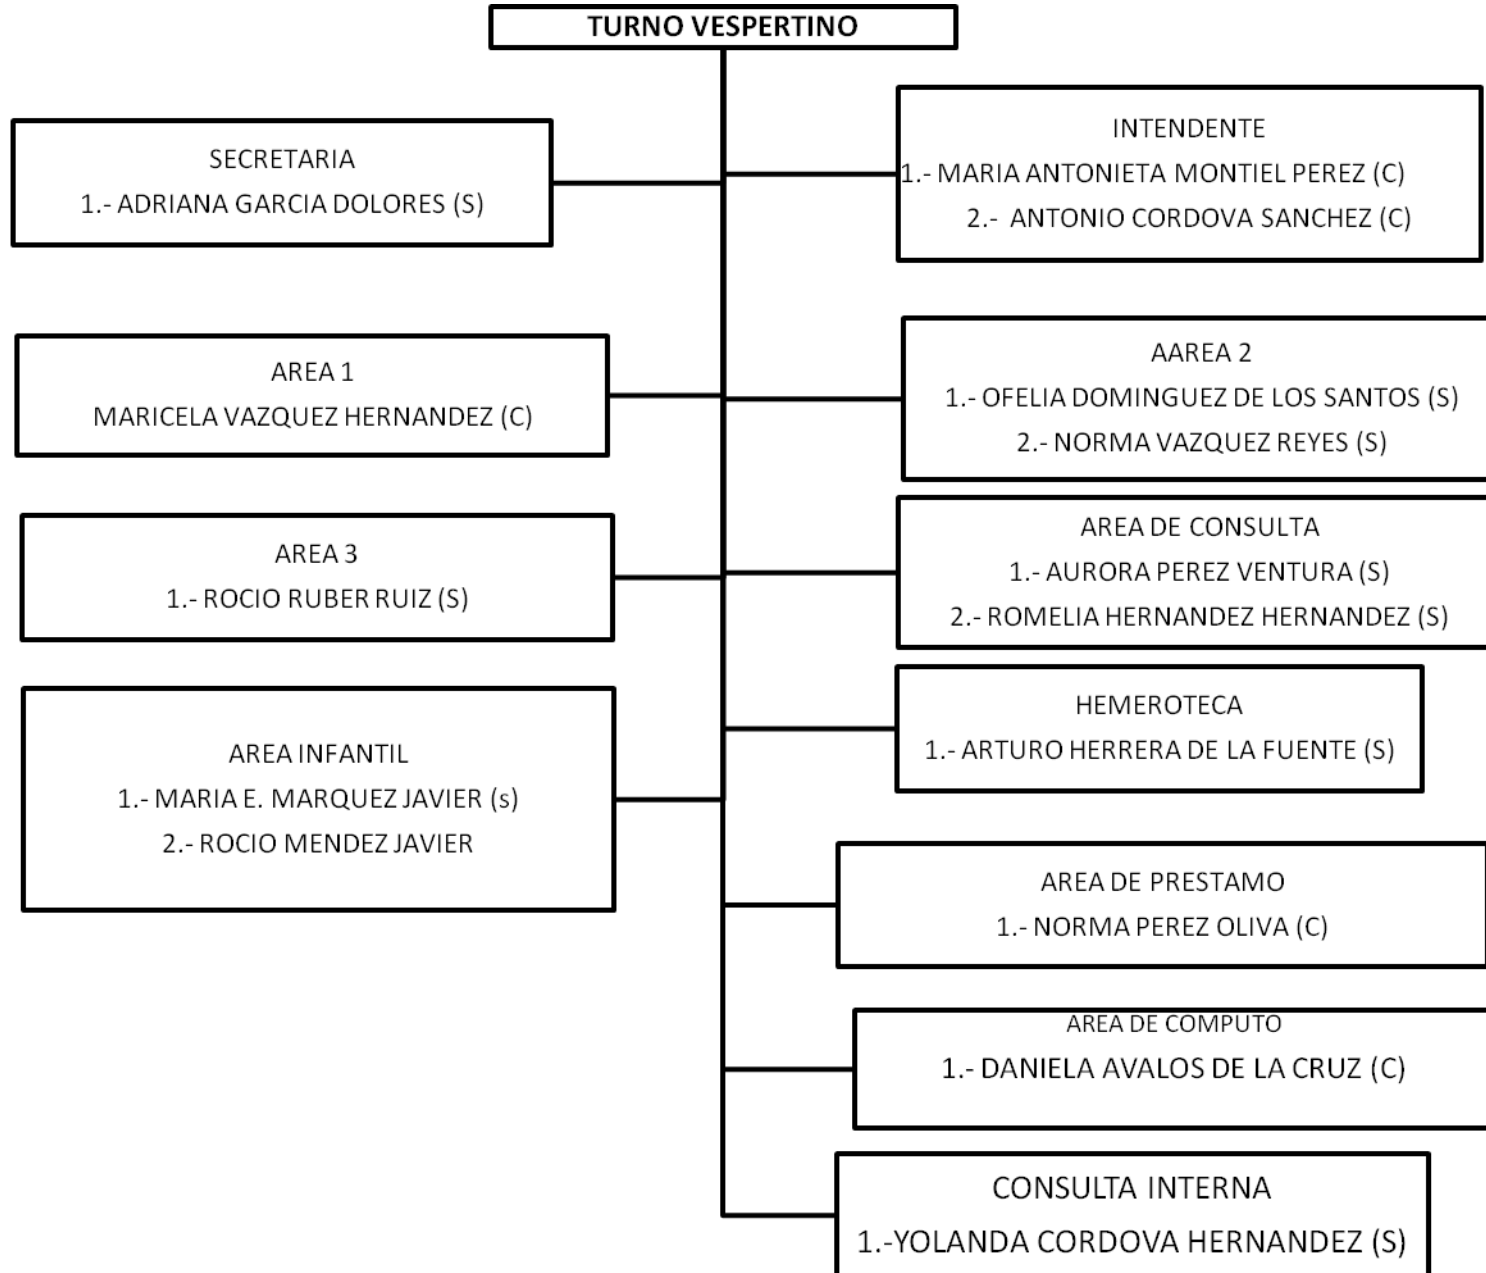 TURNO VESPERTINO
SECRETARIA
1.- ADRIANA GARCIA DOLORES (S)
INTENDENTE
1.- MARIA ANTONIETA MONTIEL PEREZ (C)
2.- ANTONIO CORDOVA SANCHEZ (C)
AREA 1
MARICELA VAZQUEZ HERNANDEZ (C)
AAREA 2
1.- OFELIA DOMINGUEZ DE LOS SANTOS (S)
2.- NORMA VAZQUEZ REYES (S)
AREA 3
1.- ROCIO RUBER RUIZ (S)
AREA DE CONSULTA
1.- AURORA PEREZ VENTURA (S)
2.- ROMELIA HERNANDEZ HERNANDEZ (S)
AREA INFANTIL
1.- MARIA E. MARQUEZ JAVIER (s)
2.- ROCIO MENDEZ JAVIER
HEMEROTECA
1.- ARTURO HERRERA DE LA FUENTE (S)
AREA DE PRESTAMO
1.- NORMA PEREZ OLIVA (C)
AREA DE COMPUTO
1.- DANIELA AVALOS DE LA CRUZ (C)
CONSULTA INTERNA
1.-YOLANDA CORDOVA HERNANDEZ (S)